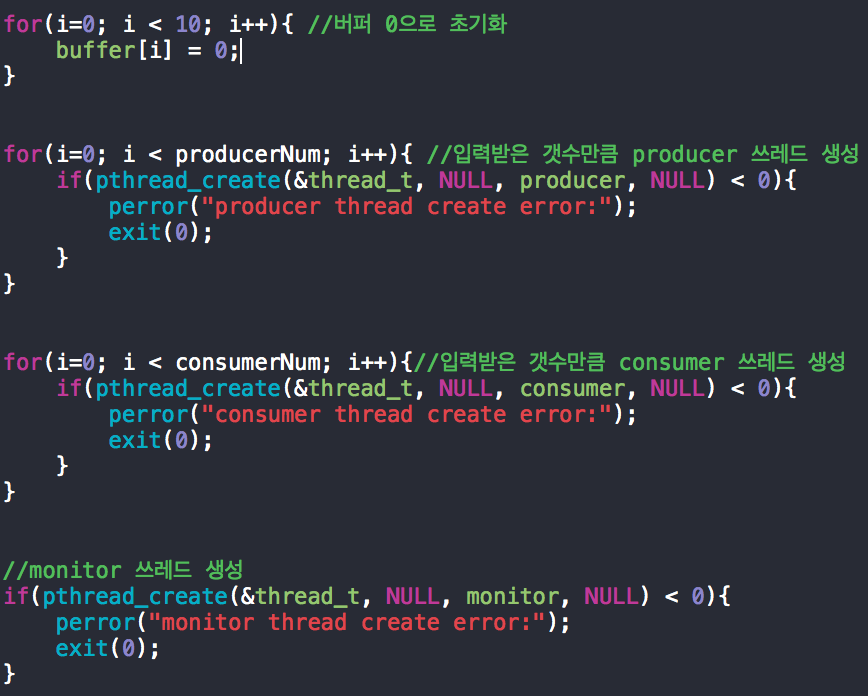 for(i=0; i < 10; i++){ //버퍼 0으로 초기화
    buffer[i] = 0;
}
for(i=0; i < producerNum; i++){ //입력받은 갯수만큼 producer 쓰레드 생성
    if(pthread_create(&thread_t, NULL, producer, NULL) < 0){
        perror("producer thread create error:");
        exit(0);
    }
}
for(i=0; i < consumerNum; i++){//입력받은 갯수만큼 consumer 쓰레드 생성
    if(pthread_create(&thread_t, NULL, consumer, NULL) < 0){
        perror("consumer thread create error:");
        exit(0);
    }
}
//monitor 쓰레드 생성
if(pthread_create(&thread_t, NULL, monitor, NULL) < 0){
    perror("monitor thread create error:");
    exit(0);
}